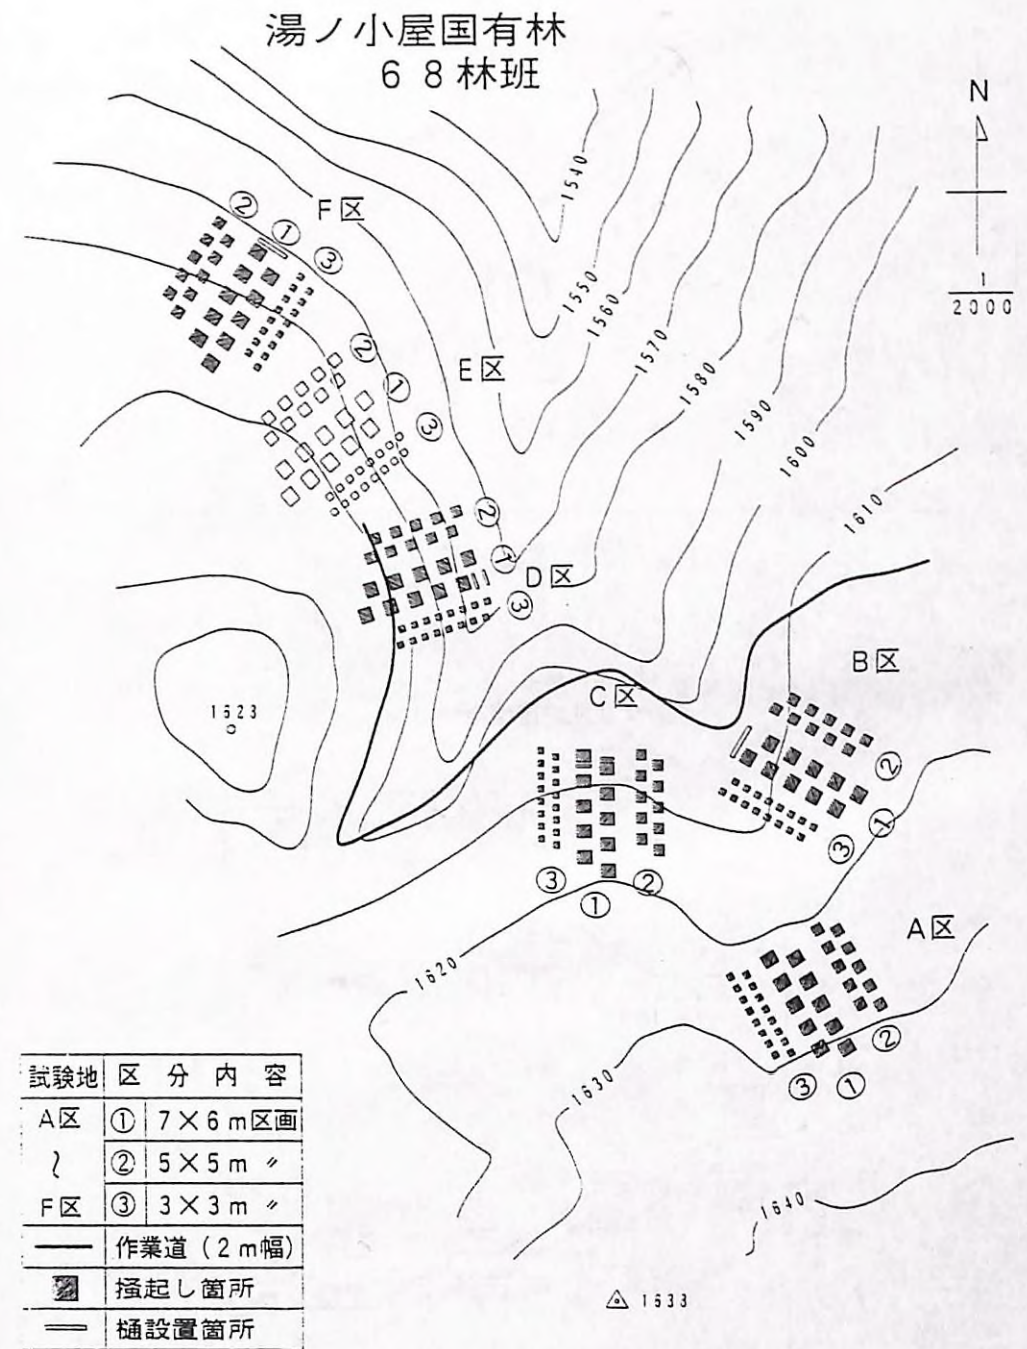 湯ノ小屋国有林
68林班
N
1
2000
F区
② ① ③
1540
1550
1560
1570
1580
1590
1600
1610
② ① ③
E区
② ① ③
D区
B区
② ① ③
C区
③ ① ②
1623
A区
② ① ③
1620
1630
1640
1633
試験地 区分内容
A区 ① 7×6m区画
〜 ② 5×5m 〃
F区 ③ 3×3m 〃
作業道(2m幅)
掻起し箇所
樋設置箇所